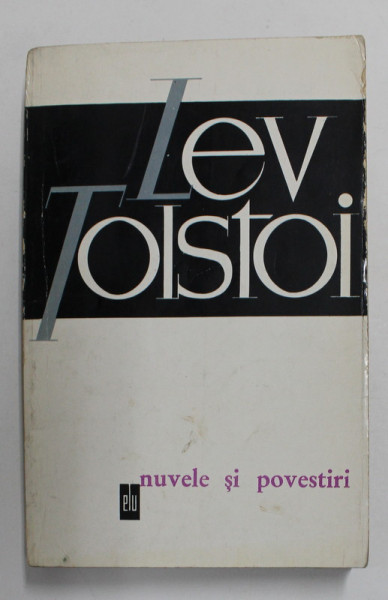 Lev
Tolstoi
nuvele şi povestiri
elu